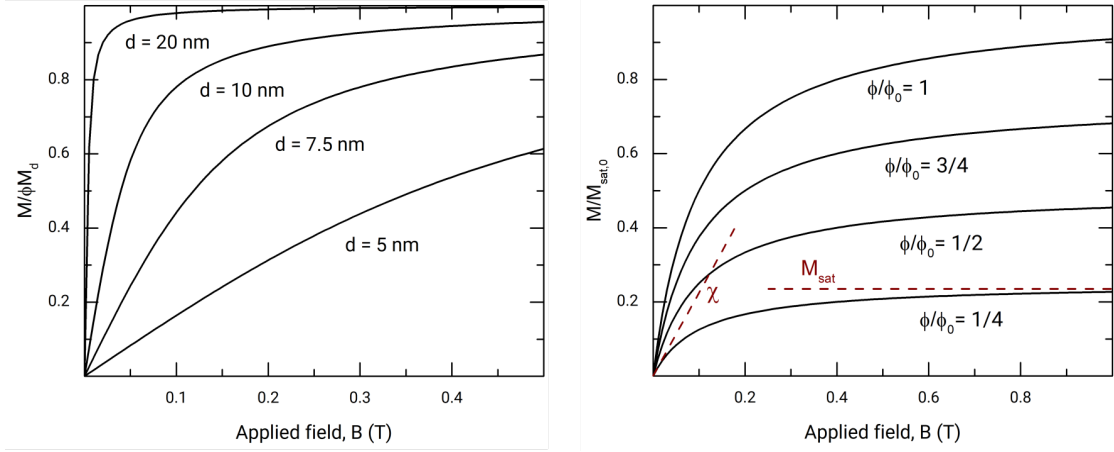 M/ϕM_d
0.8
0.6
0.4
0.2
d = 20 nm
d = 10 nm
d = 7.5 nm
d = 5 nm
0.1
0.2
0.3
0.4
Applied field, B (T)
M/M_sat,0
0.8
0.6
0.4
0.2
ϕ/ϕ_0= 1
ϕ/ϕ_0= 3/4
ϕ/ϕ_0= 1/2
M_sat
χ
ϕ/ϕ_0= 1/4
0.2
0.4
0.6
0.8
Applied field, B (T)